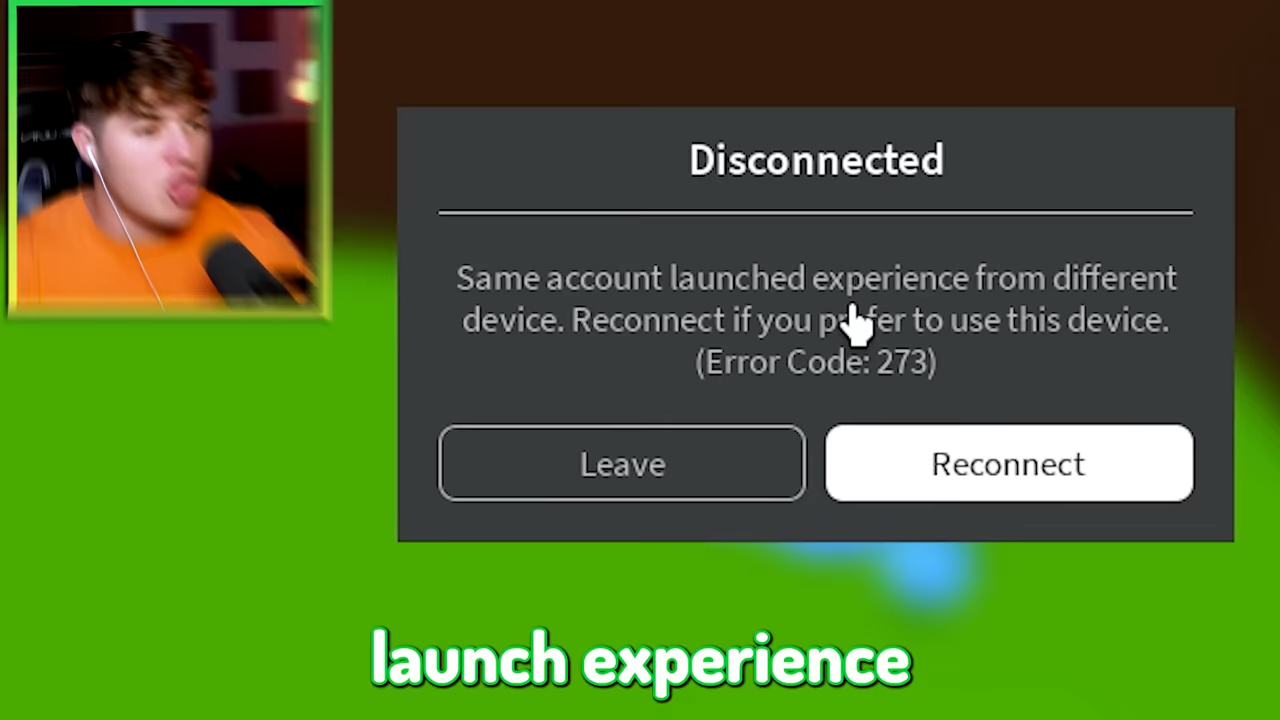 Disconnected
Same account launched experience from different
device. Reconnect if you prefer to use this device.
(Error Code: 273)
Leave
Reconnect
launch experience